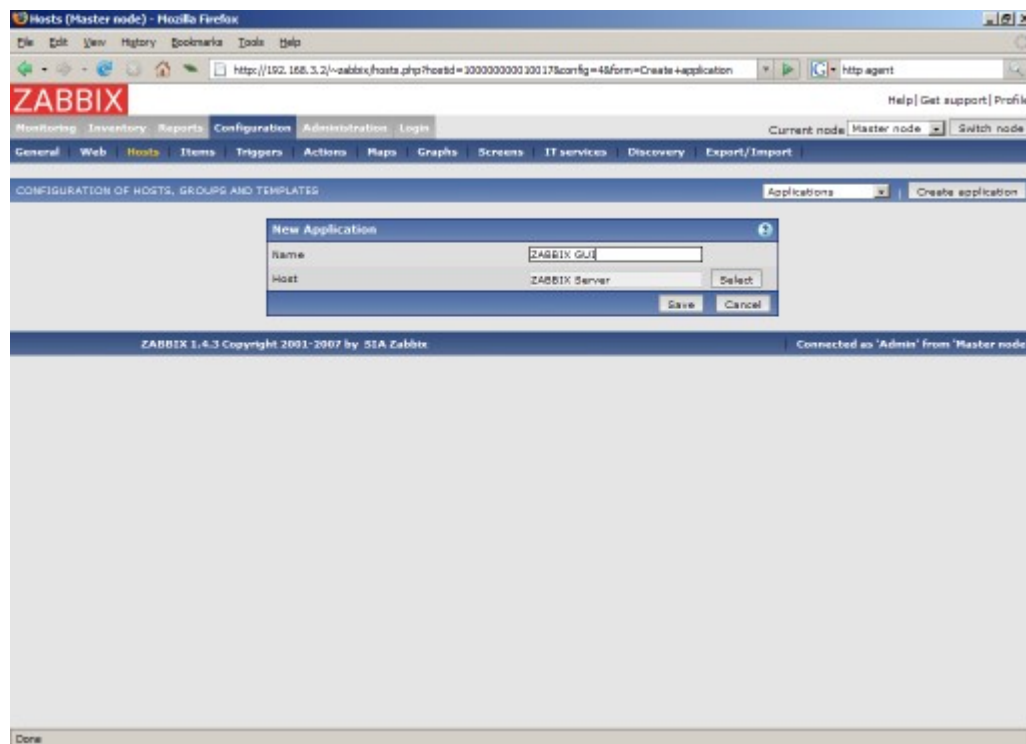 Hosts (Master node) - Mozilla Firefox
File Edit View History Bookmarks Tools Help
http://192.168.3.2/~zabbix/hosts.php?hostid=100000000010017&config=4&form=Create+application
http agent
ZABBIX
Help | Get support | Profile
Monitoring Inventory Reports Configuration Administration Login
Current node Master node Switch node
General Web Hosts Items Triggers Actions Maps Graphs Screens IT services Discovery Export/Import
CONFIGURATION OF HOSTS, GROUPS AND TEMPLATES
Applications Create application
New Application
Name ZABBIX GUI
Host ZABBIX Server Select
Save Cancel
ZABBIX 1.4.3 Copyright 2001-2007 by SIA Zabbix
Connected as 'Admin' from 'Master node
Done